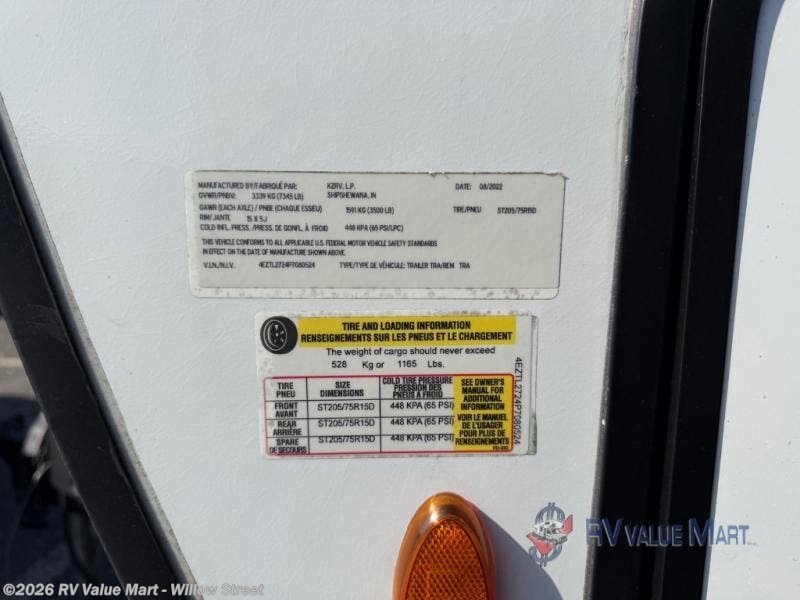 MANUFACTURED BY/FABRIQUÉ PAR: KZRV, L.P. DATE: 08/2022
GVWR/PNBV: 3339 KG (7345 LB) SHIPSHEWANA, IN
GAWR (EACH AXLE) / PNBE (CHAQUE ESSEU) 1591 KG (3500 LB) TIRE/PNEU ST205/75R15D
RIM/JANTE 15 X 5J
COLD INFL. PRESS. /PRESS. DE GONFL. À FROID 448 KPA (65 PSI/LPC)
THIS VEHICLE CONFORMS TO ALL APPLICABLE U.S. FEDERAL MOTOR VEHICLE SAFETY STANDARDS
IN EFFECT ON THE DATE OF MANUFACTURE SHOWN ABOVE.
V.I.N./N.I.V. 4EZTL2724P7080524 TYPE/TYPE DE VÉHICULE: TRAILER TRA/REM TRA
TIRE AND LOADING INFORMATION
RENSEIGNEMENTS SUR LES PNEUS ET LE CHARGEMENT
The weight of cargo should never exceed
528 Kg or 1165 Lbs.
TIRE PNEU SIZE DIMENSIONS COLD TIRE PRESSURE PRESSION DES PNEUS A FROID
FRONT AVANT ST205/75R15D 448 KPA (65 PSI)
REAR ARRIÈRE ST205/75R15D 448 KPA (65 PSI)
SPARE DE SECOURS ST205/75R15D 448 KPA (65 PSI)
SEE OWNER'S
MANUAL FOR
ADDITIONAL
INFORMATION
VOIR LE MANUEL
DE L'USAGER
POUR PLUS DE
RENSEIGNEMENTS
4EZTL2724P7080524
RV VALUE MART
©2026 RV Value Mart - Willow Street